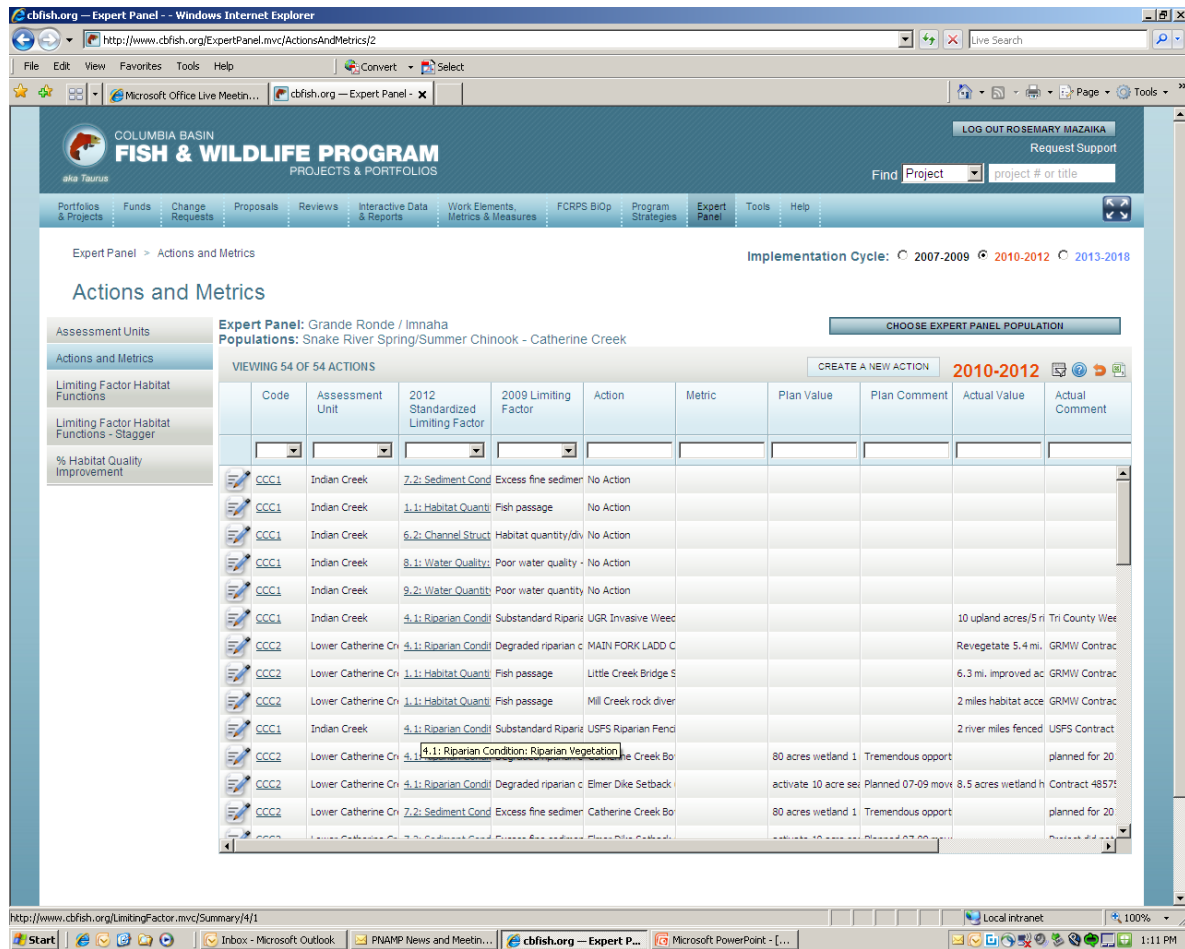 cbfish.org — Expert Panel - - Windows Internet Explorer
http://www.cbfish.org/ExpertPanel.mvc/ActionsAndMetrics/2
Live Search
File Edit View Favorites Tools Help Convert Select
Microsoft Office Live Meetin... cbfish.org — Expert Panel - Page Tools
COLUMBIA BASIN
FISH & WILDLIFE PROGRAM
PROJECTS & PORTFOLIOS
aka Taurus
LOG OUT ROSEMARY MAZAIKA
Request Support
Find Project project # or title
Portfolios & Projects Funds Change Requests Proposals Reviews Interactive Data & Reports Work Elements, Metrics & Measures FCRPS BiOp Program Strategies Expert Panel Tools Help
Expert Panel > Actions and Metrics
Implementation Cycle: 2007-2009 2010-2012 2013-2018
Actions and Metrics
Assessment Units
Actions and Metrics
Limiting Factor Habitat Functions
Limiting Factor Habitat Functions - Stagger
% Habitat Quality Improvement
Expert Panel: Grande Ronde / Imnaha
Populations: Snake River Spring/Summer Chinook - Catherine Creek
CHOOSE EXPERT PANEL POPULATION
VIEWING 54 OF 54 ACTIONS CREATE A NEW ACTION 2010-2012
Code Assessment Unit 2012 Standardized Limiting Factor 2009 Limiting Factor Action Metric Plan Value Plan Comment Actual Value Actual Comment
CCC1 Indian Creek 7.2: Sediment Cond Excess fine sedimen No Action
CCC1 Indian Creek 1.1: Habitat Quanti Fish passage No Action
CCC1 Indian Creek 6.2: Channel Struct Habitat quantity/div No Action
CCC1 Indian Creek 8.1: Water Quality: Poor water quality - No Action
CCC1 Indian Creek 9.2: Water Quantit Poor water quantity No Action
CCC1 Indian Creek 4.1: Riparian Condi Substandard Riparia UGR Invasive Weed 10 upland acres/5 ri Tri County Wee
CCC2 Lower Catherine Cr 4.1: Riparian Condi Degraded riparian c MAIN FORK LADD C Revegetate 5.4 mi. GRMW Contrac
CCC2 Lower Catherine Cr 1.1: Habitat Quanti Fish passage Little Creek Bridge S 6.3 mi. improved ac GRMW Contrac
CCC2 Lower Catherine Cr 1.1: Habitat Quanti Fish passage Mill Creek rock diver 2 miles habitat acce GRMW Contrac
CCC1 Indian Creek 4.1: Riparian Condi Substandard Riparia USFS Riparian Fenci 2 river miles fenced USFS Contract
4.1: Riparian Condition: Riparian Vegetation
CCC2 Lower Catherine Cr 4.1: herine Creek Bo 80 acres wetland 1 Tremendous opport planned for 20
CCC2 Lower Catherine Cr 4.1: Riparian Condi Degraded riparian c Elmer Dike Setback activate 10 acre sea Planned 07-09 move 8.5 acres wetland h Contract 48575
CCC2 Lower Catherine Cr 7.2: Sediment Cond Excess fine sedimen Catherine Creek Bo 80 acres wetland 1 Tremendous opport planned for 20
http://www.cbfish.org/LimitingFactor.mvc/Summary/4/1 Local intranet 100%
Start Inbox - Microsoft Outlook PNAMP News and Meetin... cbfish.org — Expert P... Microsoft PowerPoint - [... 1:11 PM